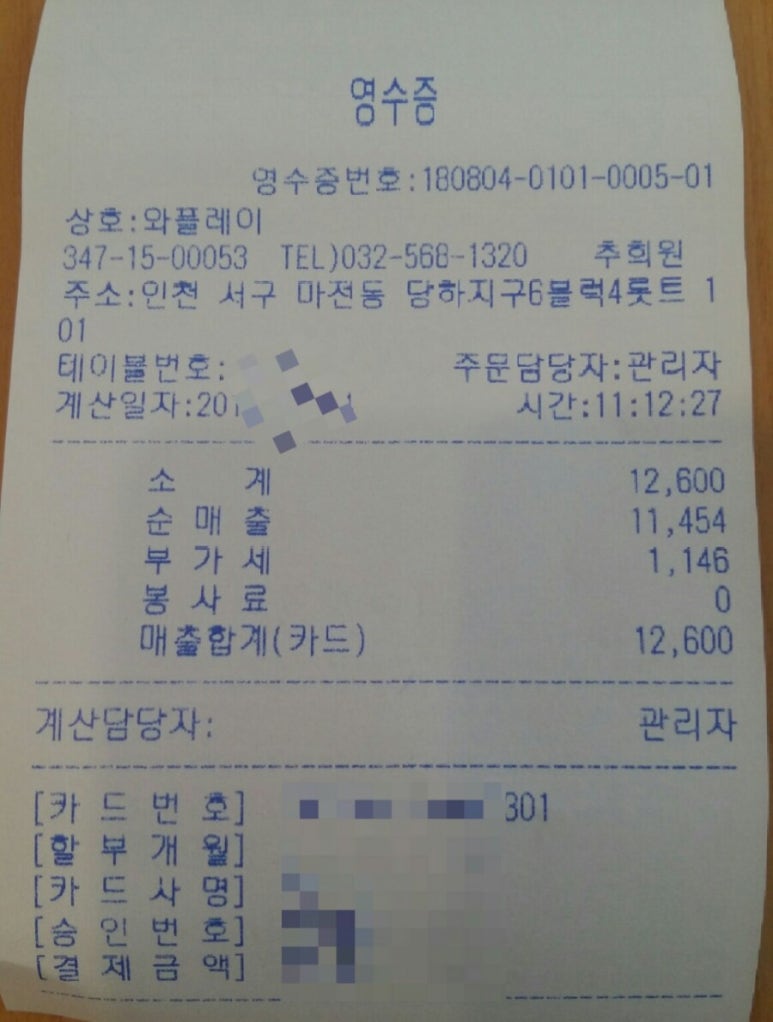 영수증
영수증번호:180804-0101-0005-01
상호:와플레이
347-15-00053 TEL)032-568-1320 추희원
주소:인천 서구 마전동 당하지구6블럭4롯트 1
01
테이블번호: 주문담당자:관리자
계산일자:201 시간:11:12:27
소 계 12,600
순 매 출 11,454
부 가 세 1,146
봉 사 료 0
매출합계(카드) 12,600
계산담당자: 관리자
[카 드 번 호] 301
[할 부 개 월]
[카 드 사 명]
[승 인 번 호]
[결 제 금 액]